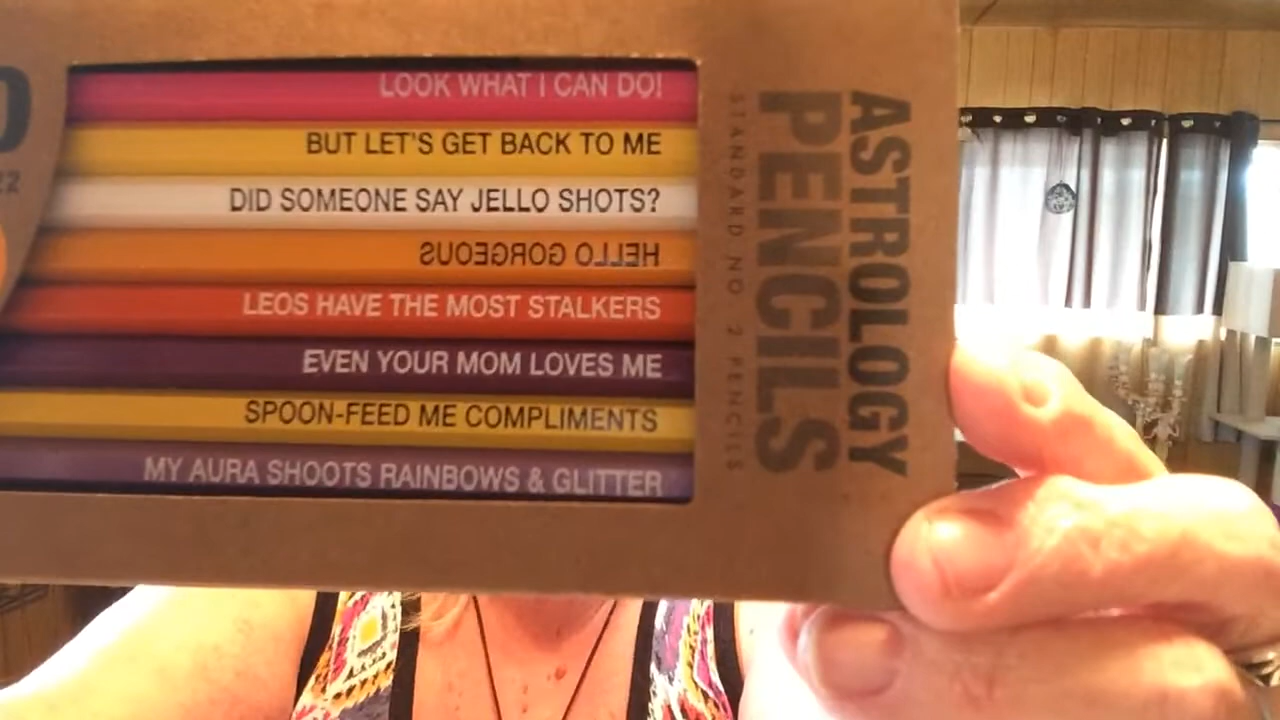 LOOK WHAT I CAN DO!
BUT LET'S GET BACK TO ME
DID SOMEONE SAY JELLO SHOTS?
HELLO GORGEOUS
LEOS HAVE THE MOST STALKERS
EVEN YOUR MOM LOVES ME
SPOON-FEED ME COMPLIMENTS
MY AURA SHOOTS RAINBOWS & GLITTER
ASTROLOGY
PENCILS
STANDARD NO 2 PENCILS